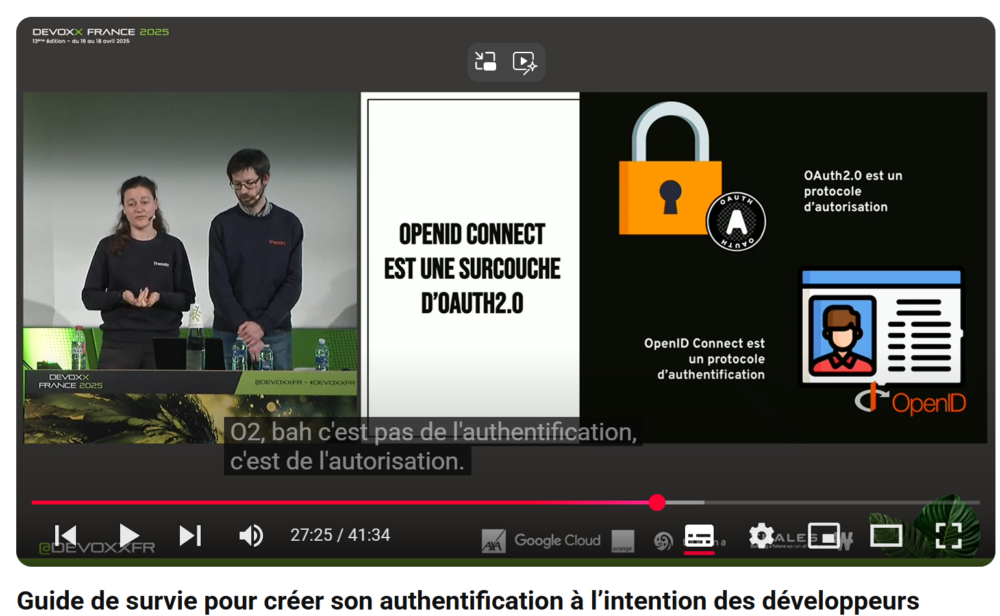 DEVOXX FRANCE 2025
13ème édition – du 16 au 18 avril 2025
Theodo
theodo.
DEVOXX
FRANCE 2025
@DEVOXXFR - #DEVOXXFR
OPENID CONNECT
EST UNE SURCOUCHE
D’OAUTH2.0
OAUTH
A
OAUTH
OAuth2.0 est un
protocole
d’autorisation
OpenID Connect est
un protocole
d’authentification
OpenID
O2, bah c'est pas de l'authentification,
c'est de l'autorisation.
27:25 / 41:34
@DEVOXXFR
AXA
Google Cloud
orange
Guide de survie pour créer son authentification à l’intention des développeurs